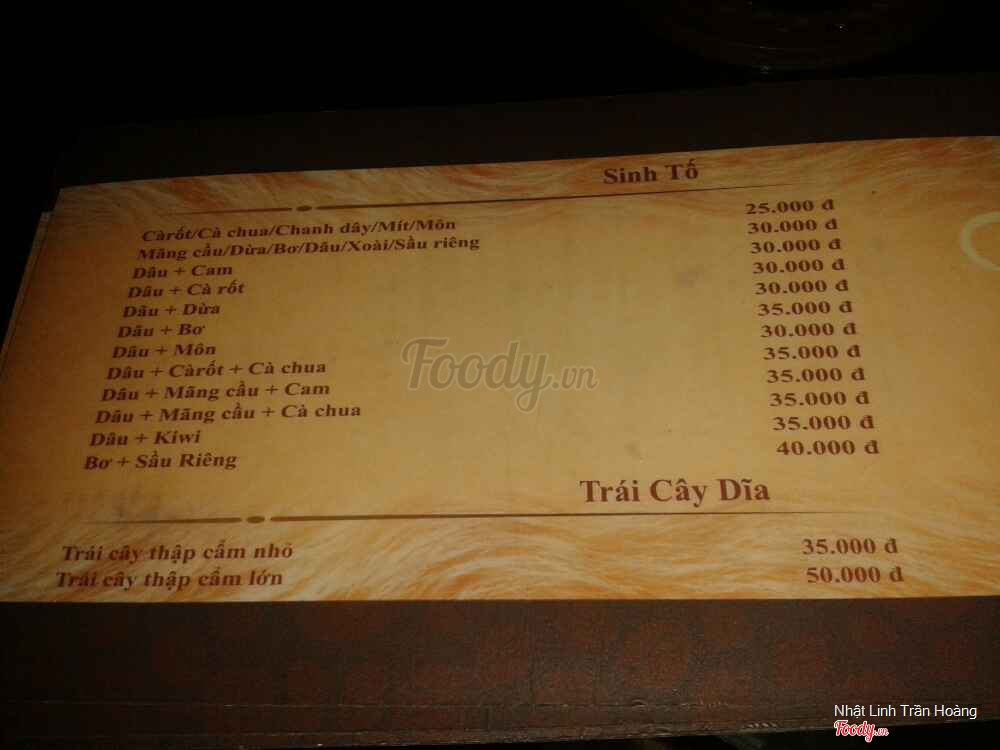 Sinh Tố
Càrốt/Cà chua/Chanh dây/Mít/Môn 25.000 đ
Mãng cầu/Dừa/Bơ/Dâu/Xoài/Sầu riêng 30.000 đ
Dâu + Cam 30.000 đ
Dâu + Cà rốt 30.000 đ
Dâu + Dừa 30.000 đ
Dâu + Bơ 35.000 đ
Dâu + Môn 30.000 đ
Dâu + Càrốt + Cà chua 35.000 đ
Dâu + Mãng cầu + Cam 35.000 đ
Dâu + Mãng cầu + Cà chua 35.000 đ
Dâu + Kiwi 35.000 đ
Bơ + Sầu Riêng 40.000 đ
Foody.vn
Trái Cây Dĩa
Trái cây thập cẩm nhỏ 35.000 đ
Trái cây thập cẩm lớn 50.000 đ
Nhật Linh Trần Hoàng
Foody.vn